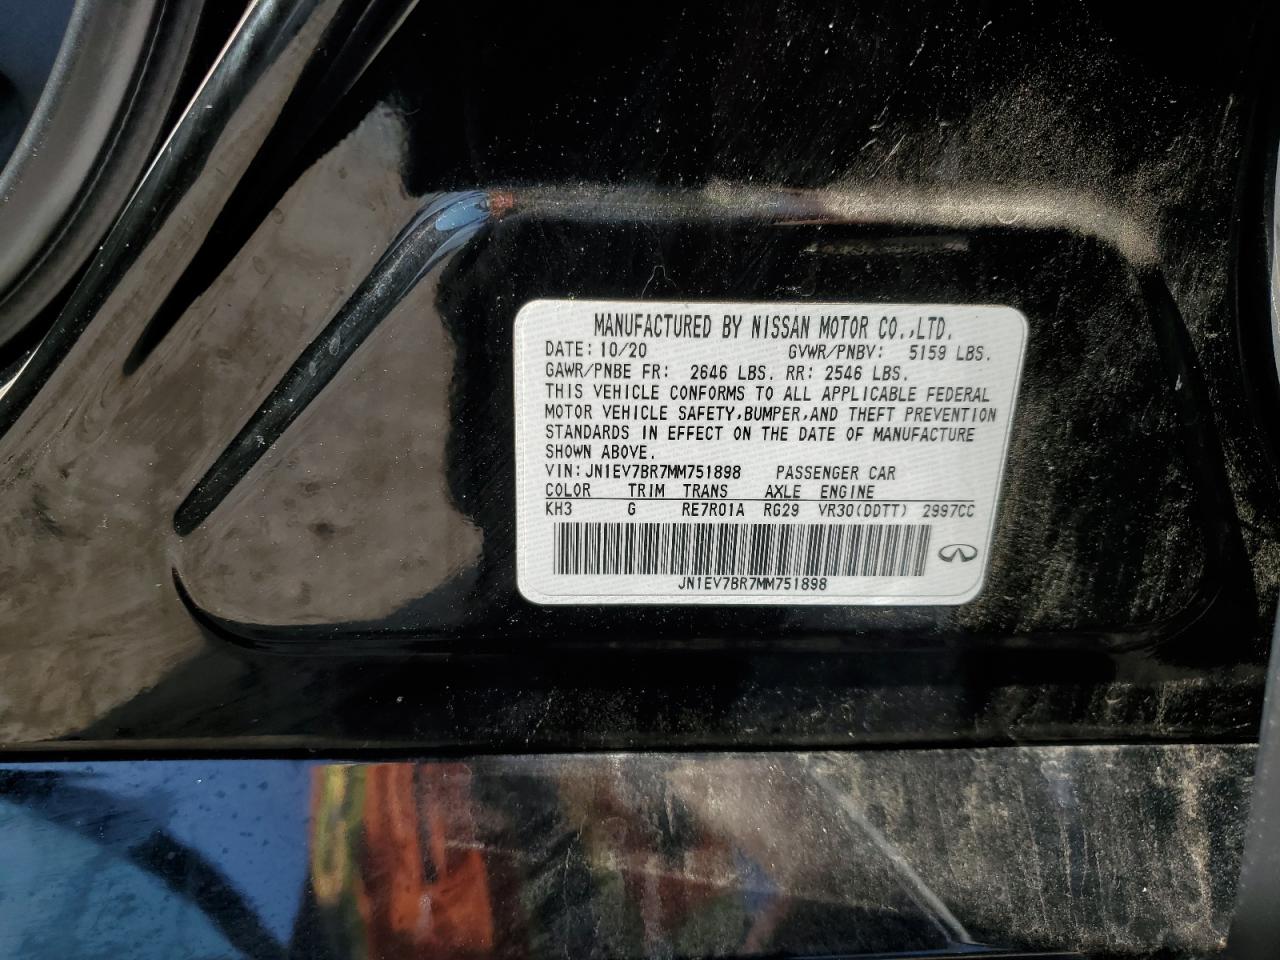 MANUFACTURED BY NISSAN MOTOR CO.,LTD.
DATE: 10/20 GVWR/PNBV: 5159 LBS.
GAWR/PNBE FR: 2646 LBS. RR: 2546 LBS.
THIS VEHICLE CONFORMS TO ALL APPLICABLE FEDERAL
MOTOR VEHICLE SAFETY,BUMPER,AND THEFT PREVENTION
STANDARDS IN EFFECT ON THE DATE OF MANUFACTURE
SHOWN ABOVE.
VIN: JN1EV7BR7MM751898 PASSENGER CAR
COLOR TRIM TRANS AXLE ENGINE
KH3 G RE7R01A RG29 VR30(DDTT) 2997CC
JN1EV7BR7MM751898